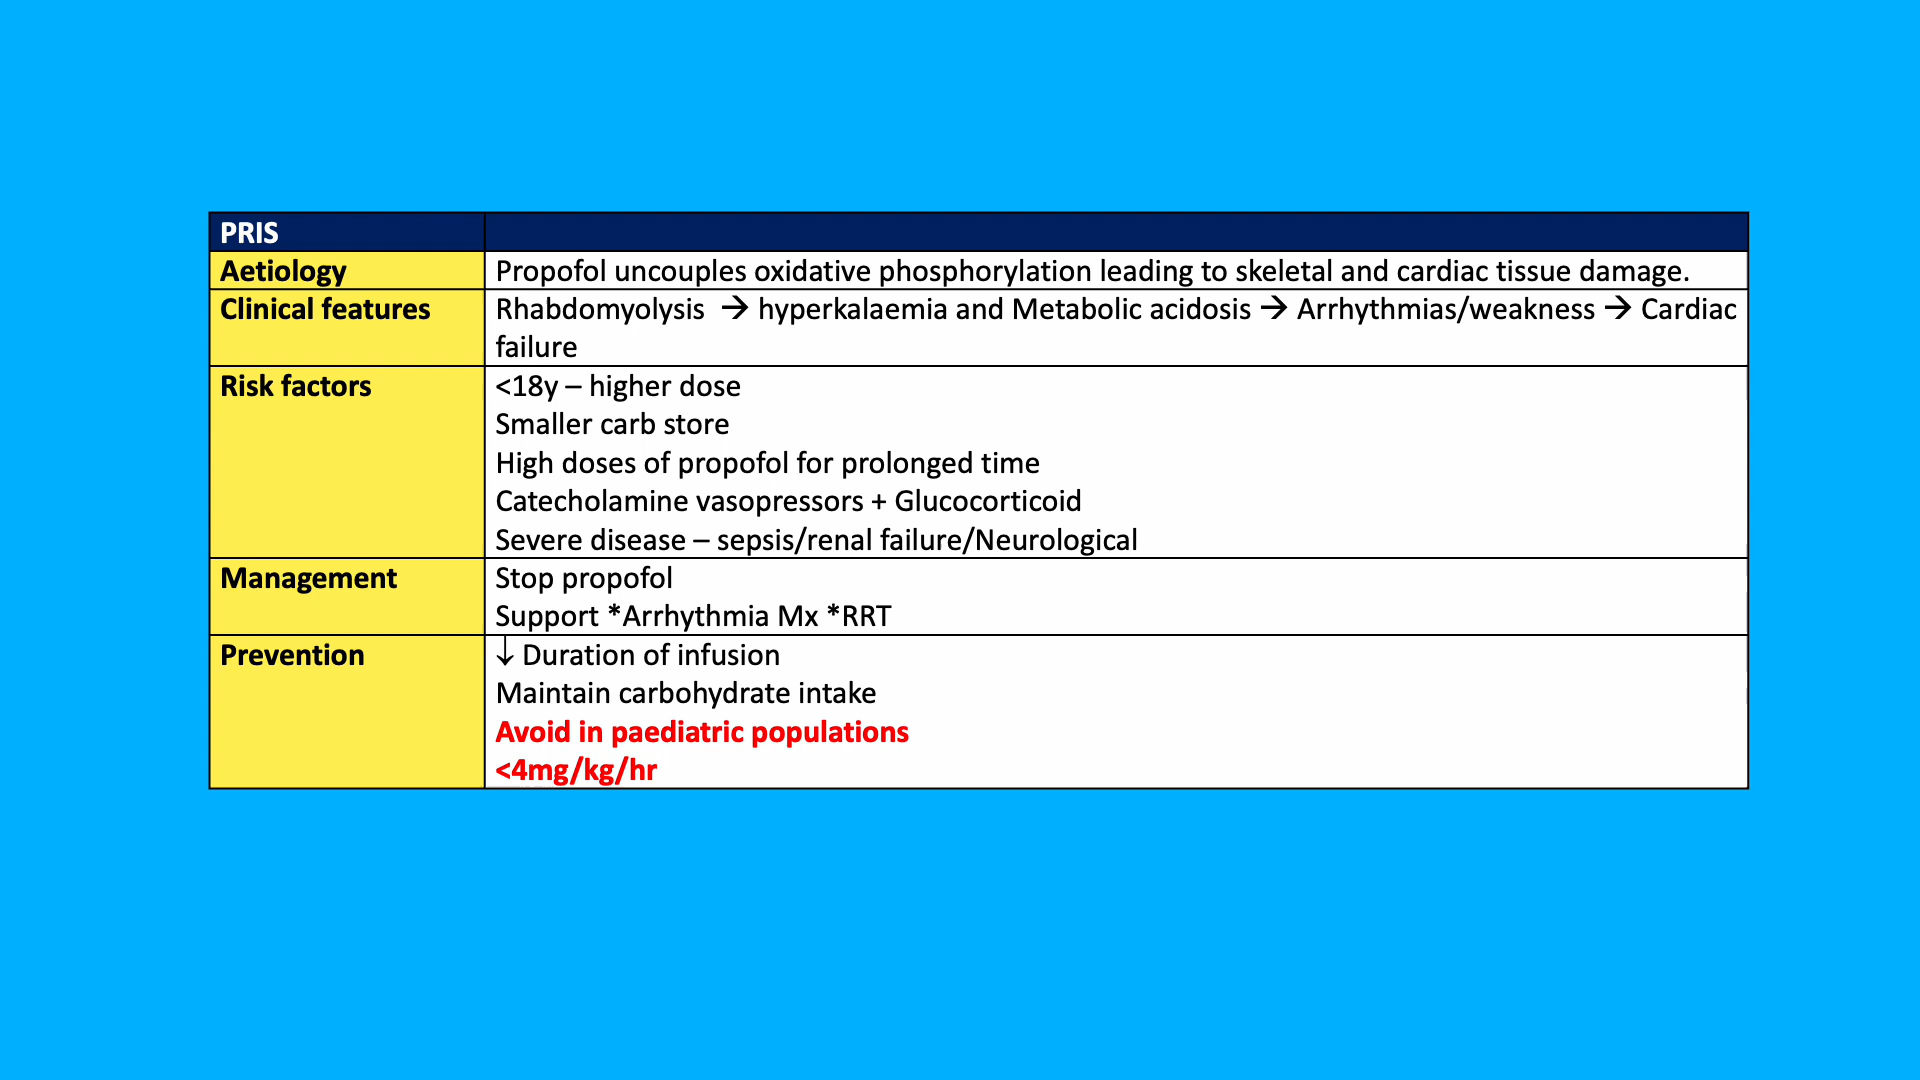 PRIS
Aetiology
Propofol uncouples oxidative phosphorylation leading to skeletal and cardiac tissue damage.
Clinical features
Rhabdomyolysis → hyperkalaemia and Metabolic acidosis → Arrhythmias/weakness → Cardiac
failure
Risk factors
<18y – higher dose
Smaller carb store
High doses of propofol for prolonged time
Catecholamine vasopressors + Glucocorticoid
Severe disease – sepsis/renal failure/Neurological
Management
Stop propofol
Support *Arrhythmia Mx *RRT
Prevention
↓ Duration of infusion
Maintain carbohydrate intake
Avoid in paediatric populations
<4mg/kg/hr